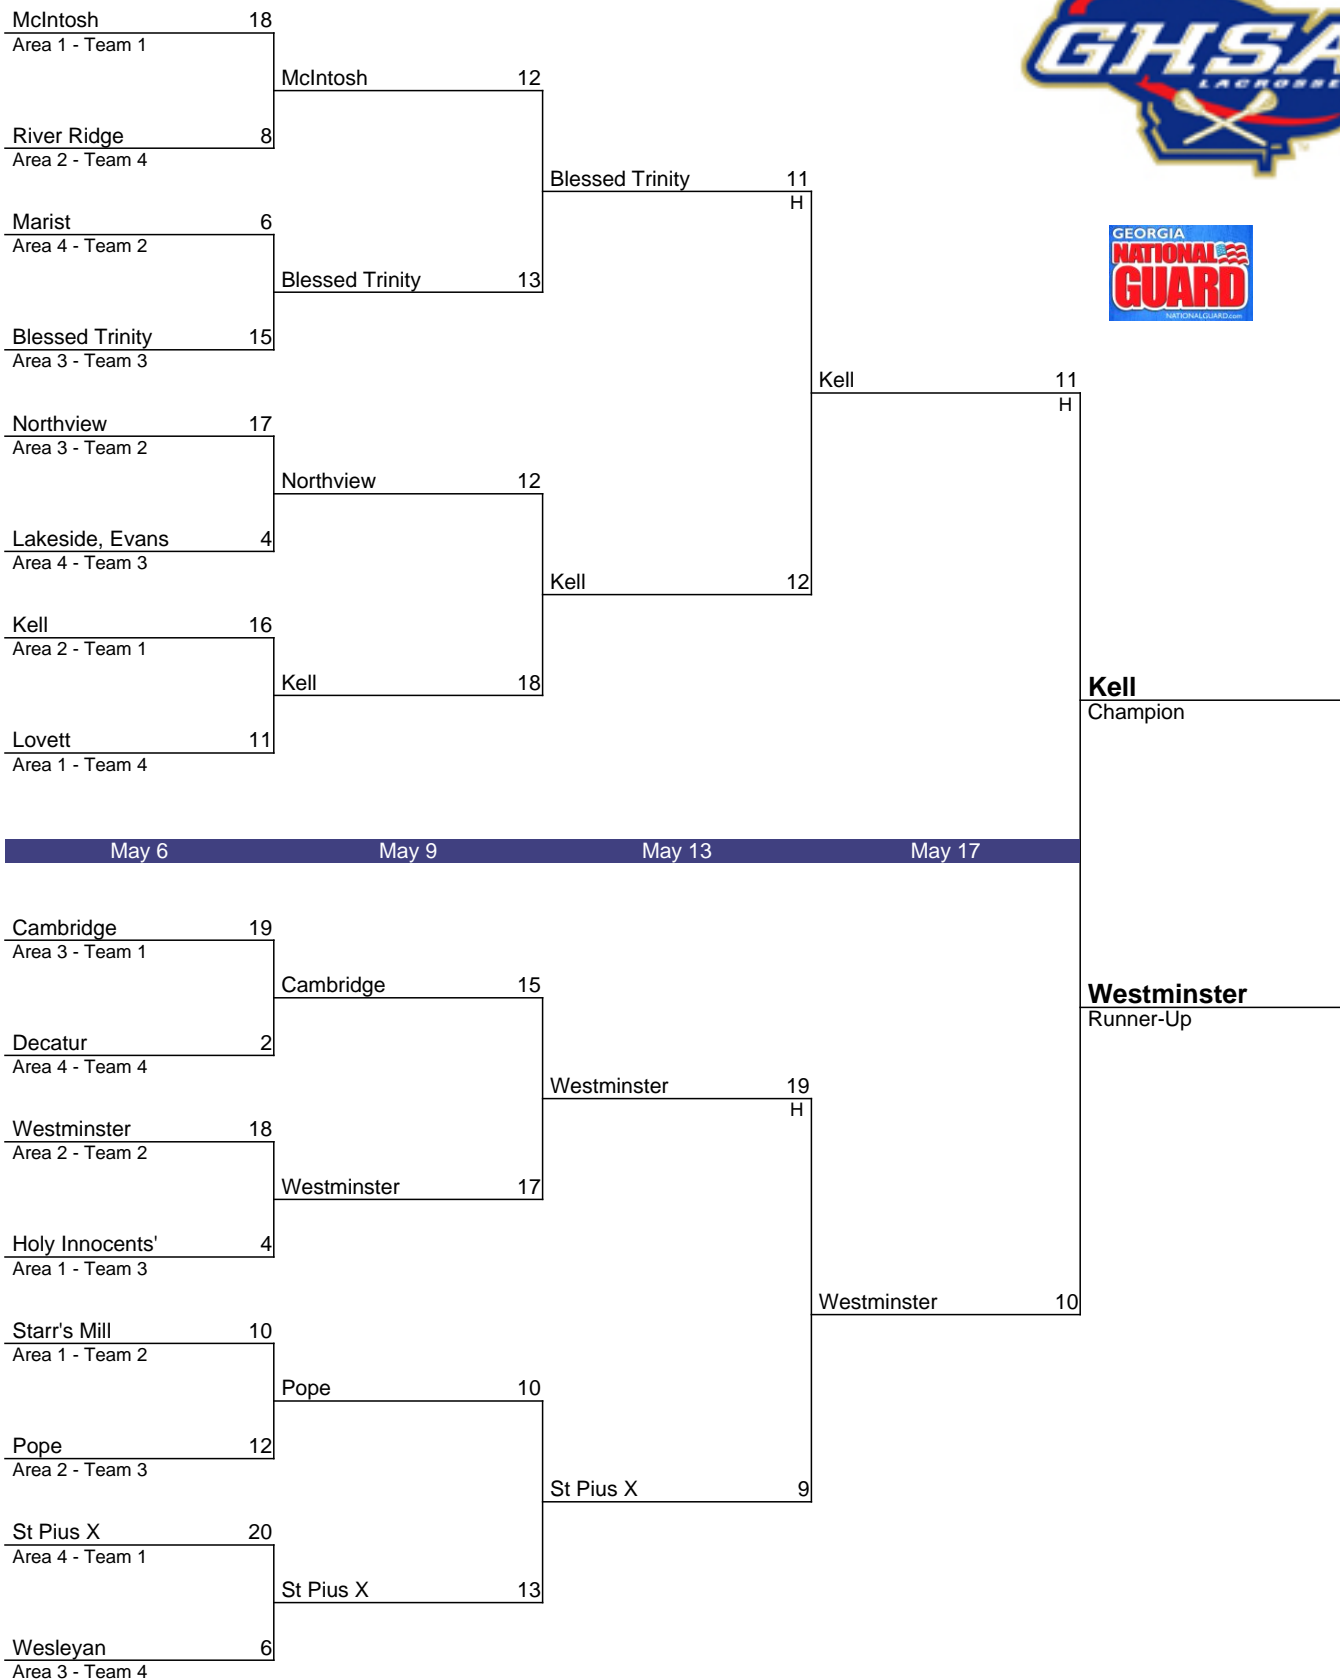 GHSA
LACROSSE
McIntosh 18
Area 1 - Team 1
McIntosh 12
River Ridge 8
Area 2 - Team 4
Blessed Trinity 11
H
Marist 6
Area 4 - Team 2
GEORGIA
NATIONAL
GUARD
NATIONALGUARD.com
Blessed Trinity 13
Blessed Trinity 15
Area 3 - Team 3
Kell 11
H
Northview 17
Area 3 - Team 2
Northview 12
Lakeside, Evans 4
Area 4 - Team 3
Kell 12
Kell 16
Area 2 - Team 1
Kell 18
Kell
Champion
Lovett 11
Area 1 - Team 4
May 6 May 9 May 13 May 17
Cambridge 19
Area 3 - Team 1
Cambridge 15
Westminster
Runner-Up
Decatur 2
Area 4 - Team 4
Westminster 19
H
Westminster 18
Area 2 - Team 2
Westminster 17
Holy Innocents' 4
Area 1 - Team 3
Westminster 10
Starr's Mill 10
Area 1 - Team 2
Pope 10
Pope 12
Area 2 - Team 3
St Pius X 9
St Pius X 20
Area 4 - Team 1
St Pius X 13
Wesleyan 6
Area 3 - Team 4